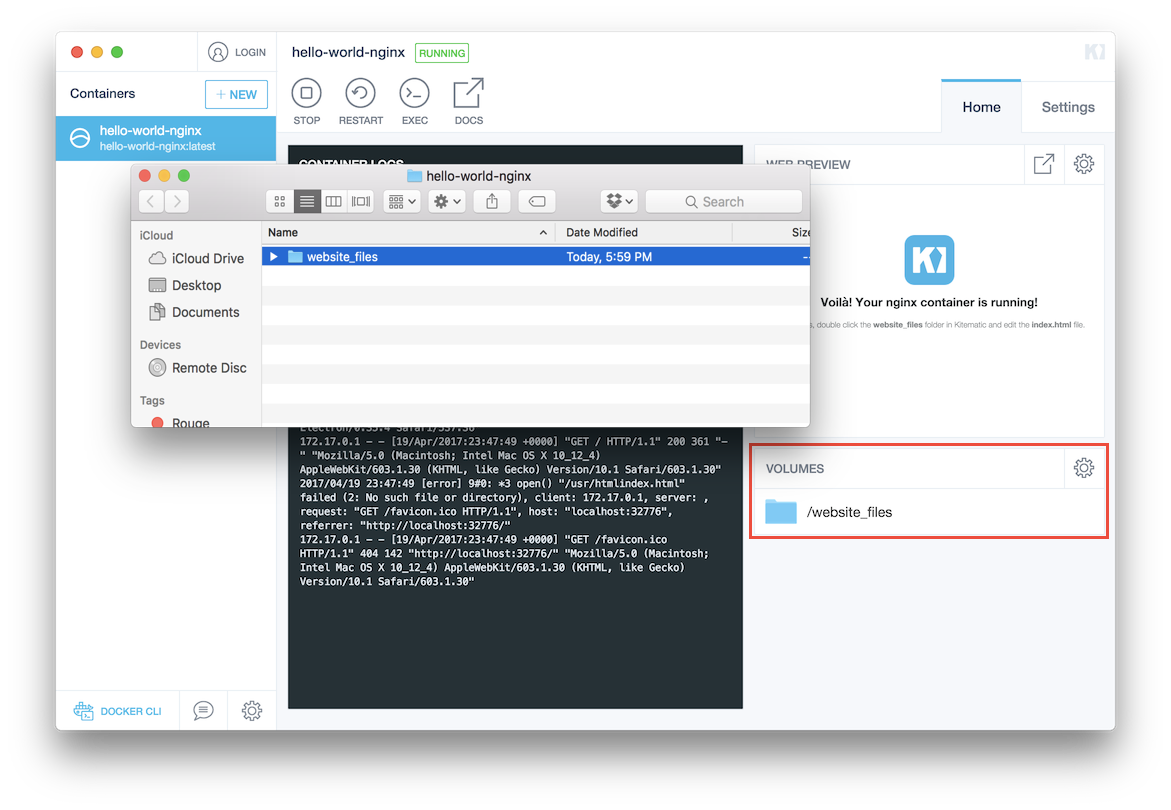 LOGIN
hello-world-nginx
RUNNING
Containers
+ NEW
STOP
RESTART
EXEC
DOCS
Home
Settings
hello-world-nginx
hello-world-nginx:latest
CONTAINER LOGS
WEB PREVIEW
hello-world-nginx
Search
iCloud
iCloud Drive
Desktop
Documents
Devices
Remote Disc
Tags
Rouge
Name
Date Modified
Size
website_files
Today, 5:59 PM
--
Voilà! Your nginx container is running!
, double click the website_files folder in Kitematic and edit the index.html file.
Electron/0.35.4 Safari/537.36
172.17.0.1 - - [19/Apr/2017:23:47:49 +0000] "GET / HTTP/1.1" 200 361 "-
" "Mozilla/5.0 (Macintosh; Intel Mac OS X 10_12_4)
AppleWebKit/603.1.30 (KHTML, like Gecko) Version/10.1 Safari/603.1.30"
2017/04/19 23:47:49 [error] 9#0: *3 open() "/usr/htmlindex.html"
failed (2: No such file or directory), client: 172.17.0.1, server: ,
request: "GET /favicon.ico HTTP/1.1", host: "localhost:32776",
referrer: "http://localhost:32776/"
172.17.0.1 - - [19/Apr/2017:23:47:49 +0000] "GET /favicon.ico
HTTP/1.1" 404 142 "http://localhost:32776/" "Mozilla/5.0 (Macintosh;
Intel Mac OS X 10_12_4) AppleWebKit/603.1.30 (KHTML, like Gecko)
Version/10.1 Safari/603.1.30"
VOLUMES
/website_files
DOCKER CLI